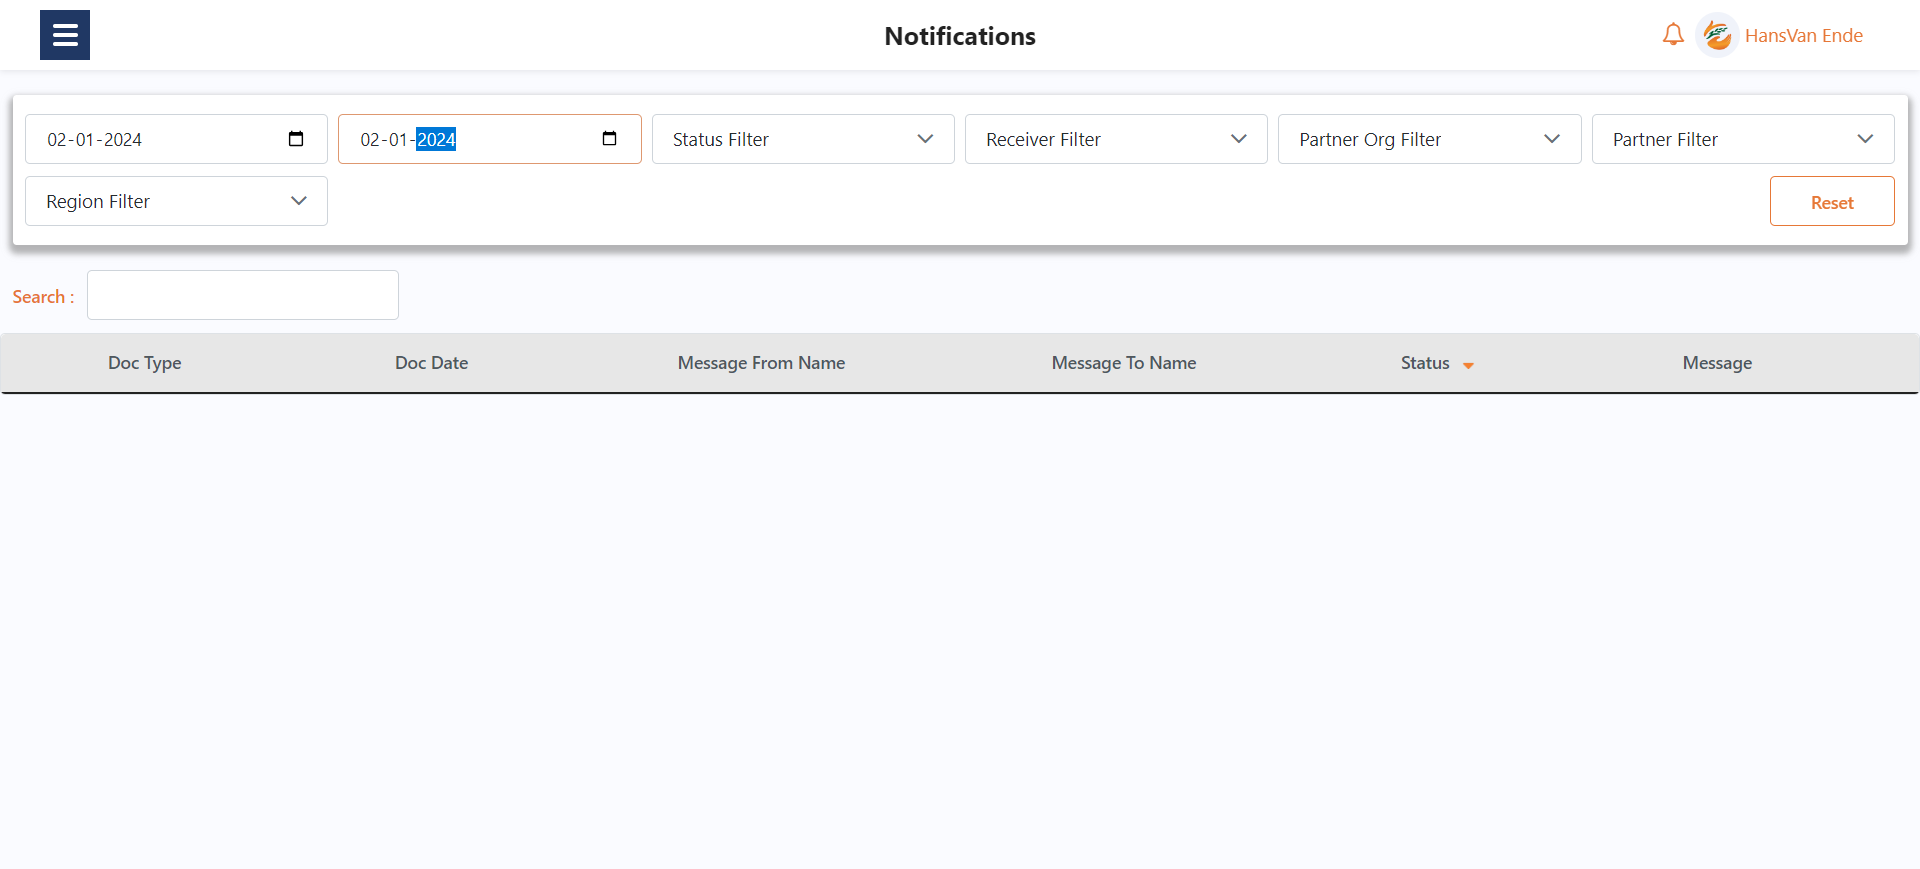 Notifications
HansVan Ende
02-01-2024
02-01-2024
Status Filter
Receiver Filter
Partner Org Filter
Partner Filter
Region Filter
Reset
Search :
Doc Type
Doc Date
Message From Name
Message To Name
Status
Message